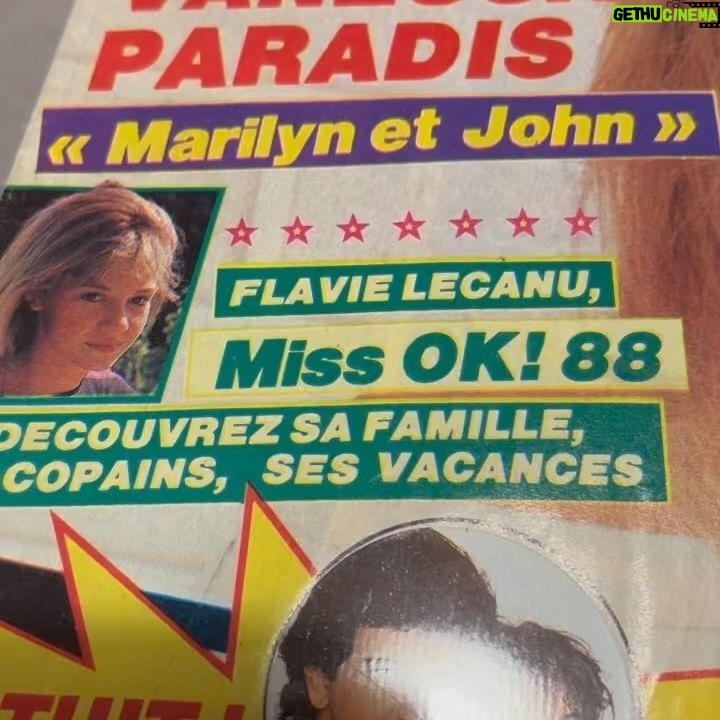 GETHUCINEMA
PARADIS
« Marilyn et John »
FLAVIE LECANU,
Miss OK! 88
DECOUVREZ SA FAMILLE,
COPAINS, SES VACANCES